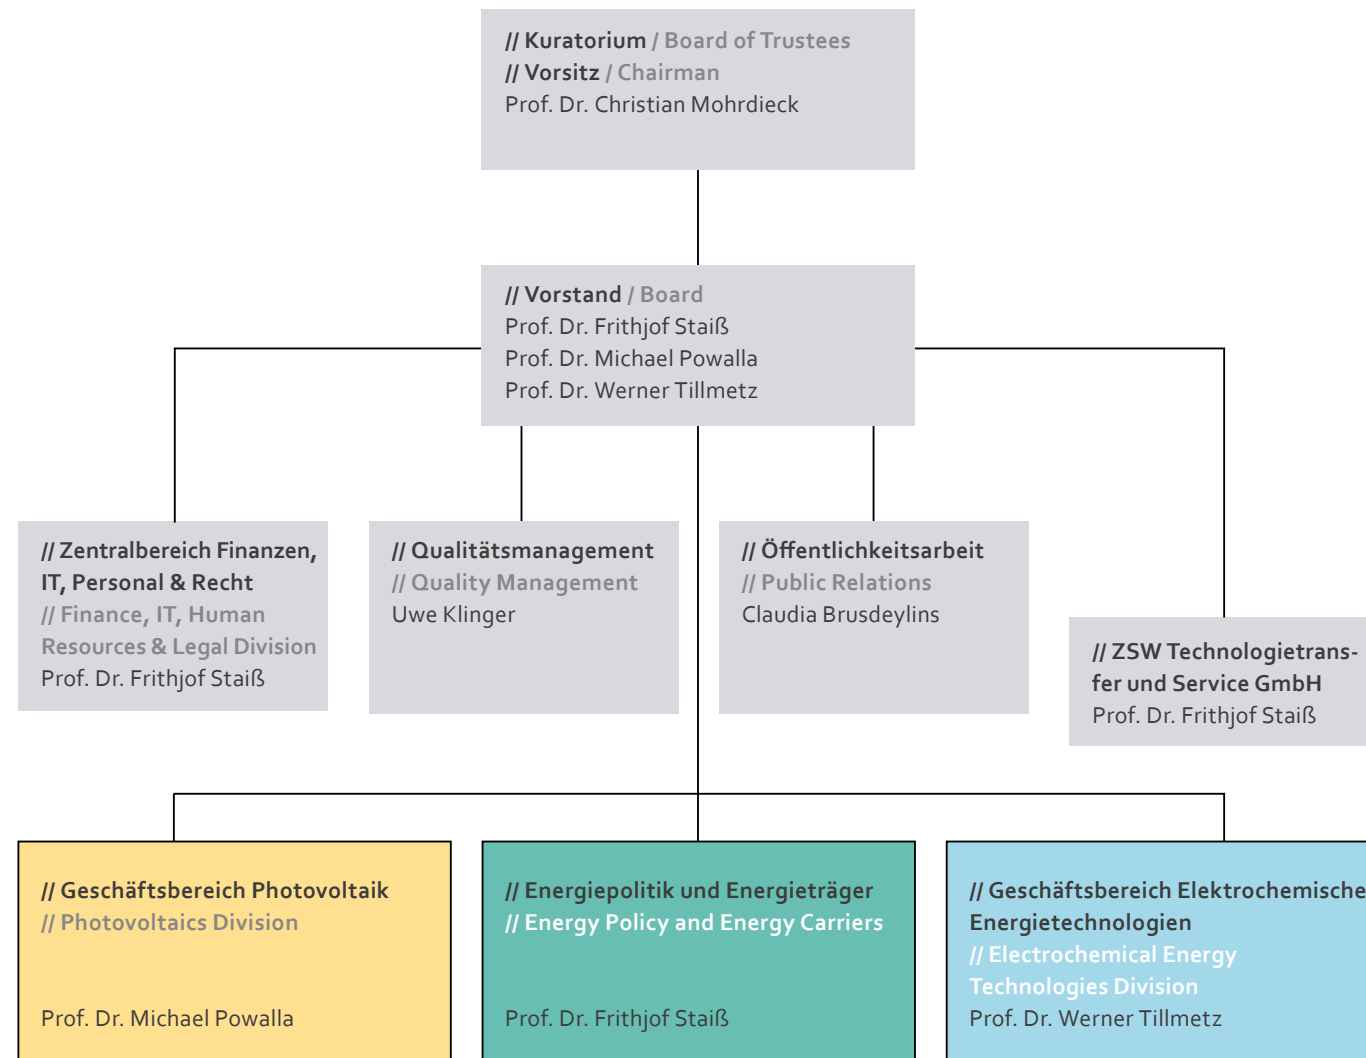 // Kuratorium / Board of Trustees
// Vorsitz / Chairman
Prof. Dr. Christian Mohrdieck
// Vorstand / Board
Prof. Dr. Frithjof Staiß
Prof. Dr. Michael Powalla
Prof. Dr. Werner Tillmetz
// Zentralbereich Finanzen,
IT, Personal & Recht
// Finance, IT, Human
Resources & Legal Division
Prof. Dr. Frithjof Staiß
// Qualitätsmanagement
// Quality Management
Uwe Klinger
// Öffentlichkeitsarbeit
// Public Relations
Claudia Brusdeylins
// ZSW Technologietrans-
fer und Service GmbH
Prof. Dr. Frithjof Staiß
// Geschäftsbereich Photovoltaik
// Photovoltaics Division
Prof. Dr. Michael Powalla
// Energiepolitik und Energieträger
// Energy Policy and Energy Carriers
Prof. Dr. Frithjof Staiß
// Geschäftsbereich Elektrochemische
Energietechnologien
// Electrochemical Energy
Technologies Division
Prof. Dr. Werner Tillmetz